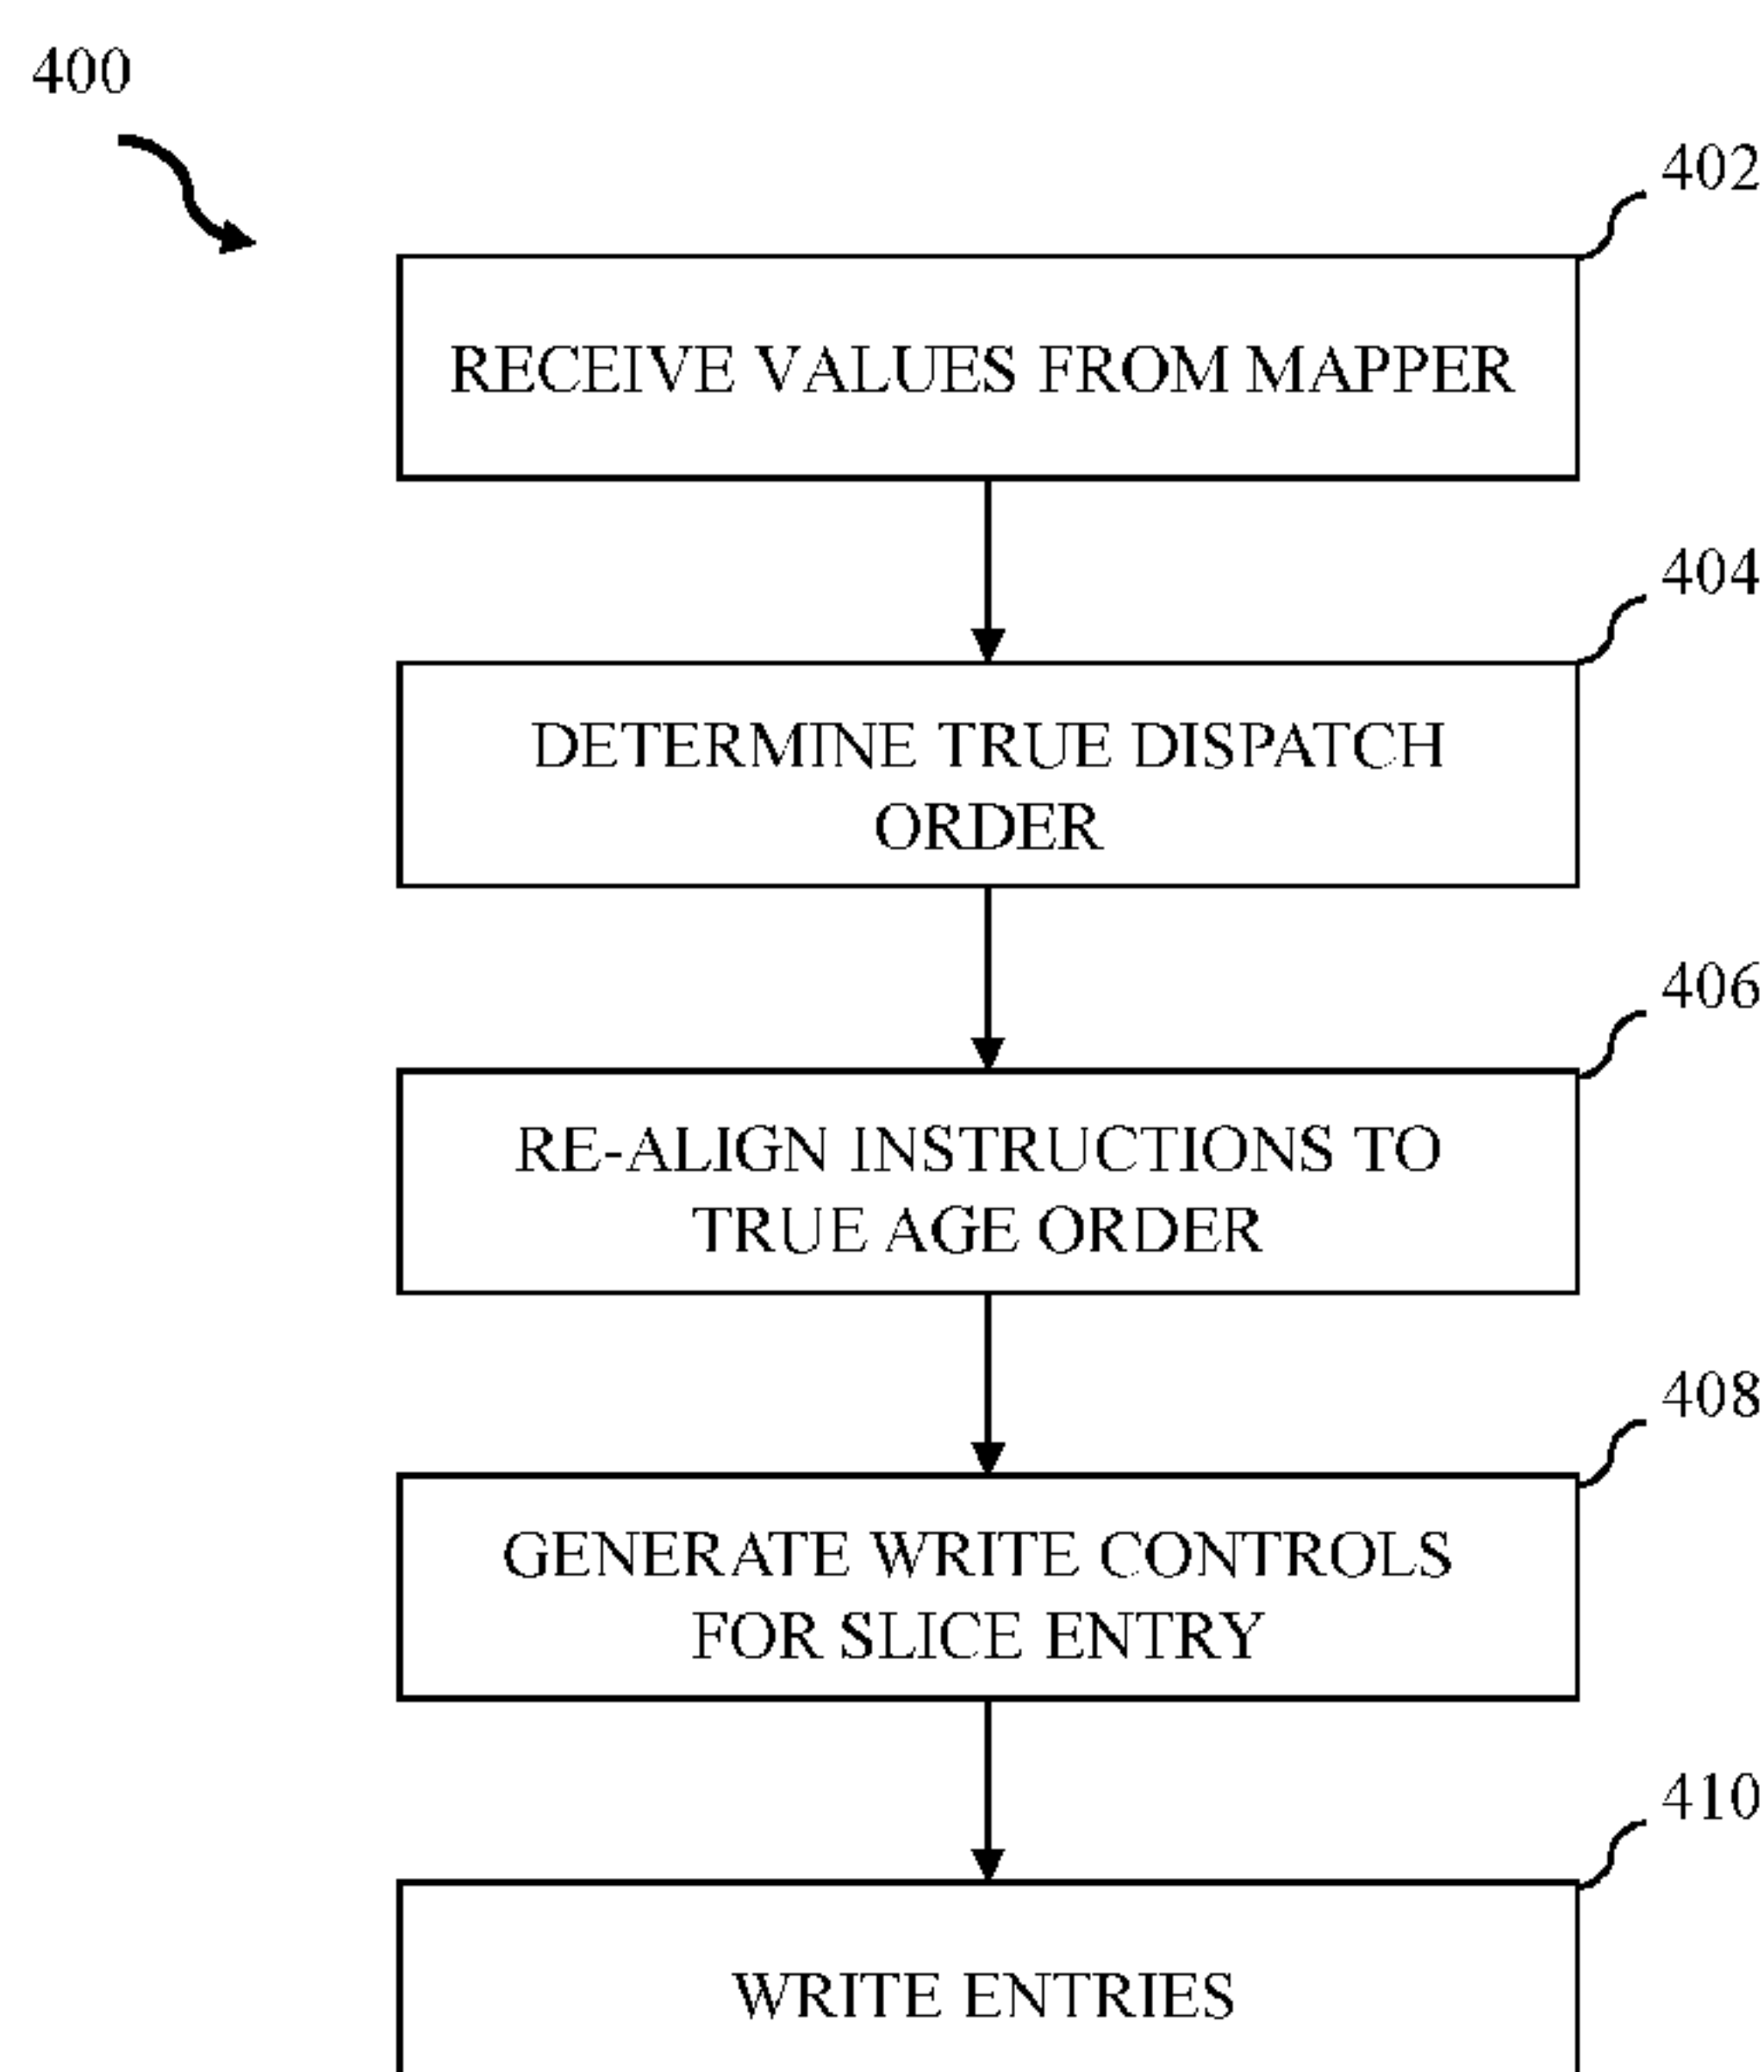 400
402
RECEIVE VALUES FROM MAPPER
404
DETERMINE TRUE DISPATCH
ORDER
406
RE-ALIGN INSTRUCTIONS TO
TRUE AGE ORDER
408
GENERATE WRITE CONTROLS
FOR SLICE ENTRY
410
WRITE ENTRIES